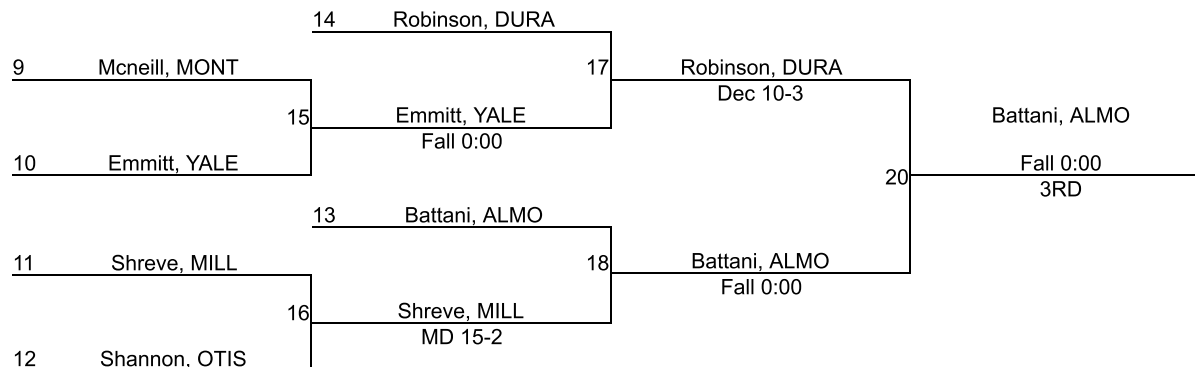 14 Robinson, DURA
9 Mcneill, MONT
17 Robinson, DURA
Dec 10-3
15 Emmitt, YALE
Fall 0:00
Battani, ALMO
10 Emmitt, YALE
20 Fall 0:00
3RD
13 Battani, ALMO
11 Shreve, MILL
18 Battani, ALMO
Fall 0:00
16 Shreve, MILL
MD 15-2
12 Shannon, OTIS